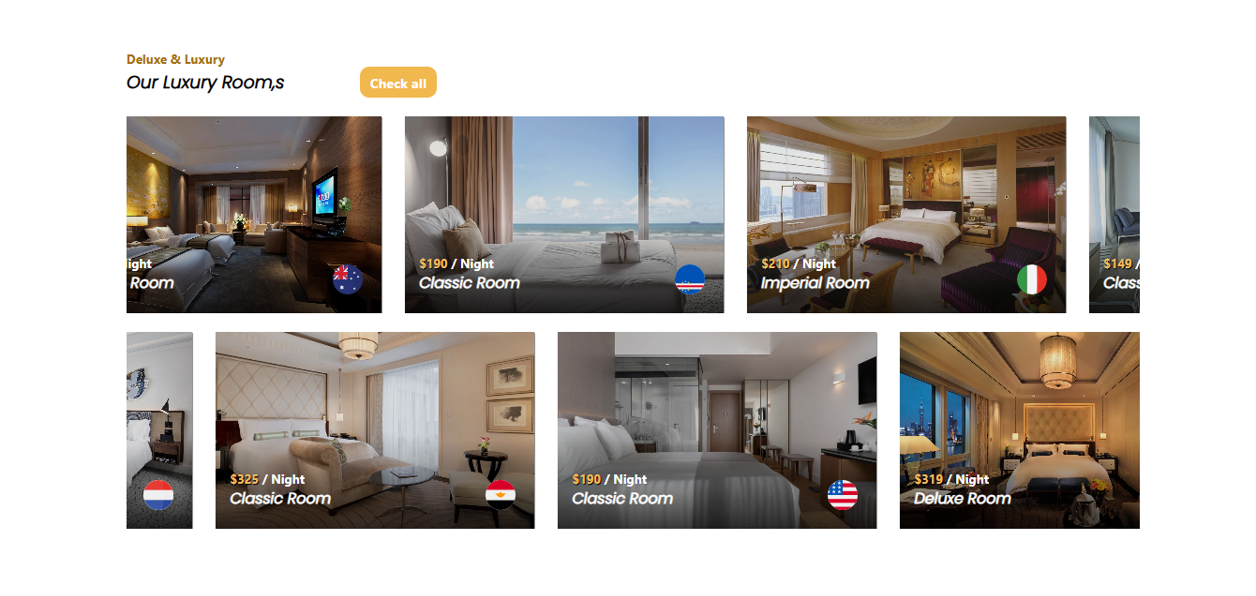 Deluxe & Luxury
Our Luxury Room,s
Check all
ight
Room
$190 / Night
Classic Room
$210 / Night
Imperial Room
$149 /
Clas
$325 / Night
Classic Room
$190 / Night
Classic Room
$319 / Night
Deluxe Room